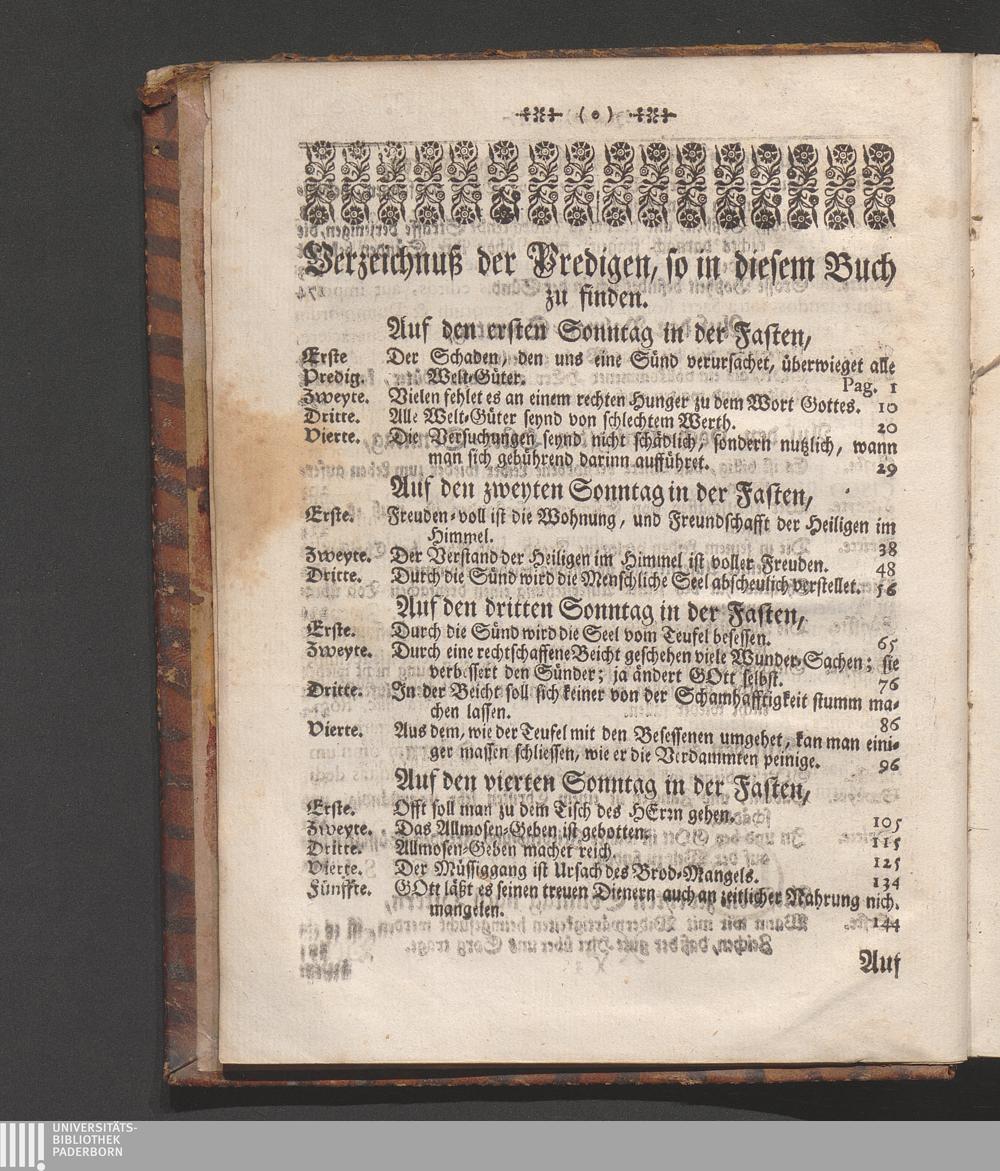 ( o )
Verzeichnuß der Predigen, so in diesem Buch
zu finden.
Auf den ersten Sonntag in der Fasten,
Erste Der Schaden, den uns eine Sünd verursachet, überwieget alle
Predig. Welt-Güter. Pag. 1
Zweyte. Vielen fehlet es an einem rechten Hunger zu dem Wort Gottes. 10
Dritte. Alle Welt-Güter seynd von schlechtem Werth. 20
Vierte. Die Versuchungen seynd nicht schädlich, sondern nutzlich, wann
man sich gebührend darinn aufführet. 29
Auf den zweyten Sonntag in der Fasten,
Erste. Freuden-voll ist die Wohnung, und Freundschafft der Heiligen im
Himmel. 38
Zweyte. Der Verstand der Heiligen im Himmel ist voller Freuden. 48
Dritte. Durch die Sünd wird die Menschliche Seel abscheulich verstellet. 56
Auf den dritten Sonntag in der Fasten,
Erste. Durch die Sünd wird die Seel vom Teufel besessen. 65
Zweyte. Durch eine rechtschaffene Beicht geschehen viele Wunder-Sachen; sie
verbessert den Sünder; ja ändert GOtt selbst. 76
Dritte. In der Beicht soll sich keiner von der Schamhafftigkeit stumm ma-
chen lassen. 86
Vierte. Aus dem, wie der Teufel mit den Besessenen umgehet, kan man eini-
ger massen schliessen, wie er die Verdammten peinige. 96
Auf den vierten Sonntag in der Fasten,
Erste. Offt soll man zu dem Tisch des HErrn gehen. 105
Zweyte. Das Allmosen-Geben ist gebotten. 115
Dritte. Allmosen-Geben machet reich. 125
Vierte. Der Müssiggang ist Ursach des Brod-Mangels. 134
Fünffte. GOtt läßt es seinen treuen Dienern auch an zeitlicher Nahrung nich.
mangelen. 144
Auf
UNIVERSITÄTS-
BIBLIOTHEK
PADERBORN